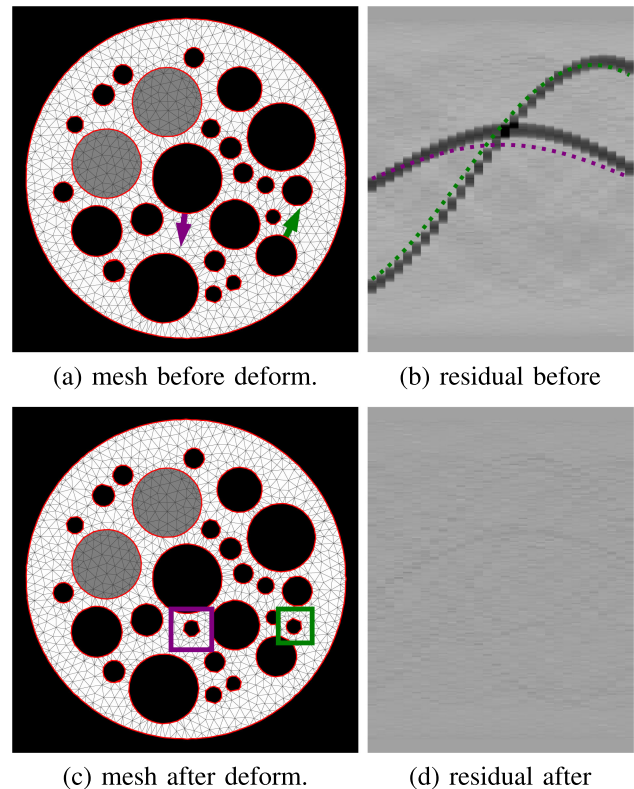 (a) mesh before deform.
(b) residual before
(c) mesh after deform.
(d) residual after